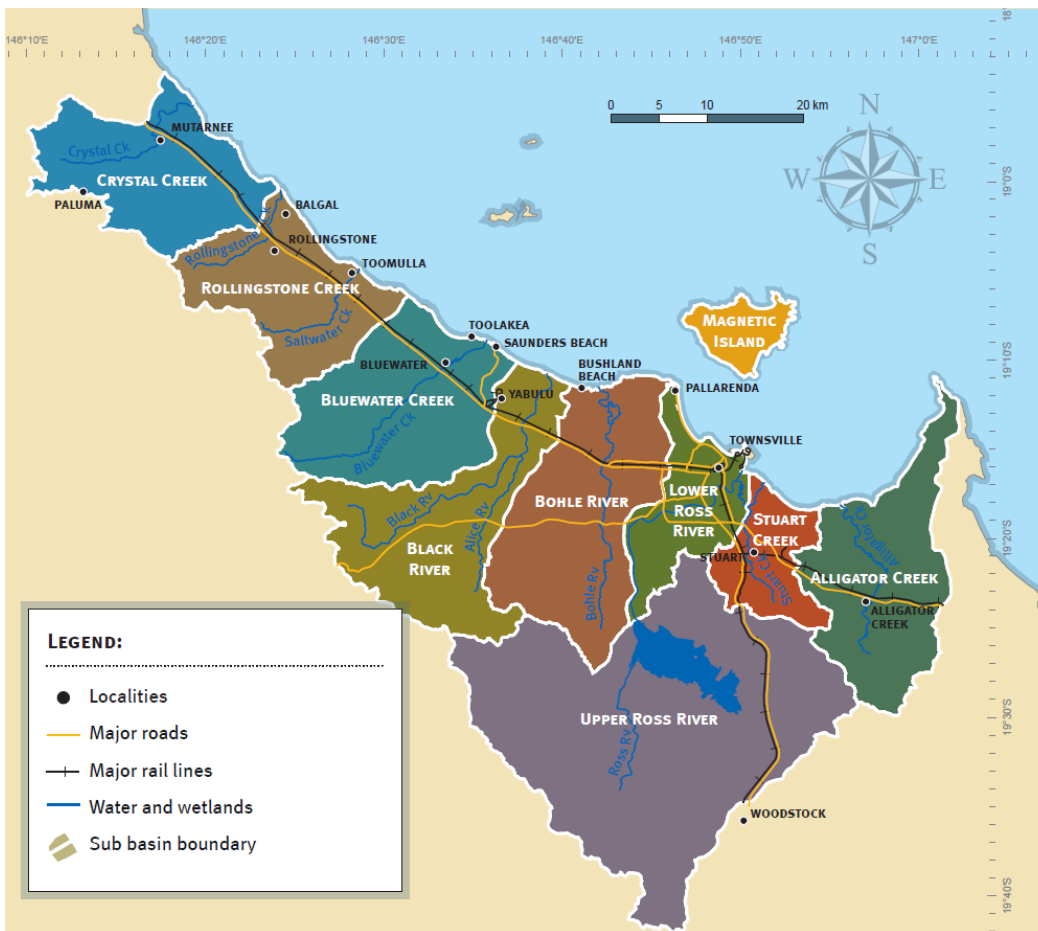 146°10'E
146°20'E
146°30'E
146°40'E
146°50'E
147°0'E
18°
0
5
10
20 km
N
W
E
S
19°0'S
19°10'S
19°20'S
19°30'S
19°40'S
MUTARNEE
Crystal Ck
CRYSTAL CREEK
PALUMA
BALGAL
Rollingstone Ck
ROLLINGSTONE
TOOMULLA
ROLLINGSTONE CREEK
Saltwater Ck
TOOLAKEA
SAUNDERS BEACH
BLUEWATER
BLUEWATER CREEK
Bluewater Ck
YABULU
BUSHLAND
BEACH
PALLARENDA
MAGNETIC
ISLAND
TOWNSVILLE
BOHLE RIVER
Bohle Rv
LOWER
ROSS
RIVER
Black Rv
Alice Rv
BLACK
RIVER
STUART
CREEK
STUART
Stuart Ck
Alligator Ck
ALLIGATOR CREEK
ALLIGATOR
CREEK
UPPER ROSS RIVER
Ross Rv
WOODSTOCK
LEGEND:
Localities
Major roads
Major rail lines
Water and wetlands
Sub basin boundary